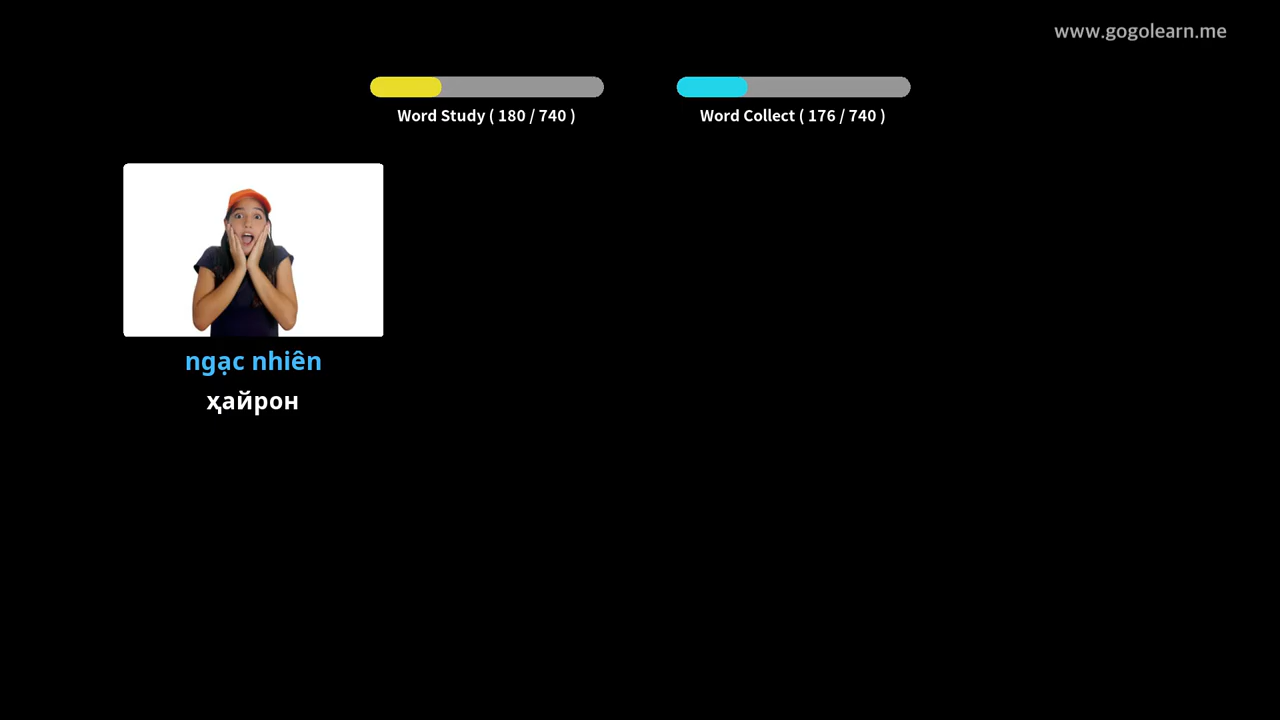 www.gogolearn.me
Word Study ( 180 / 740 )
Word Collect ( 176 / 740 )
ngạc nhiên
ҳайрон